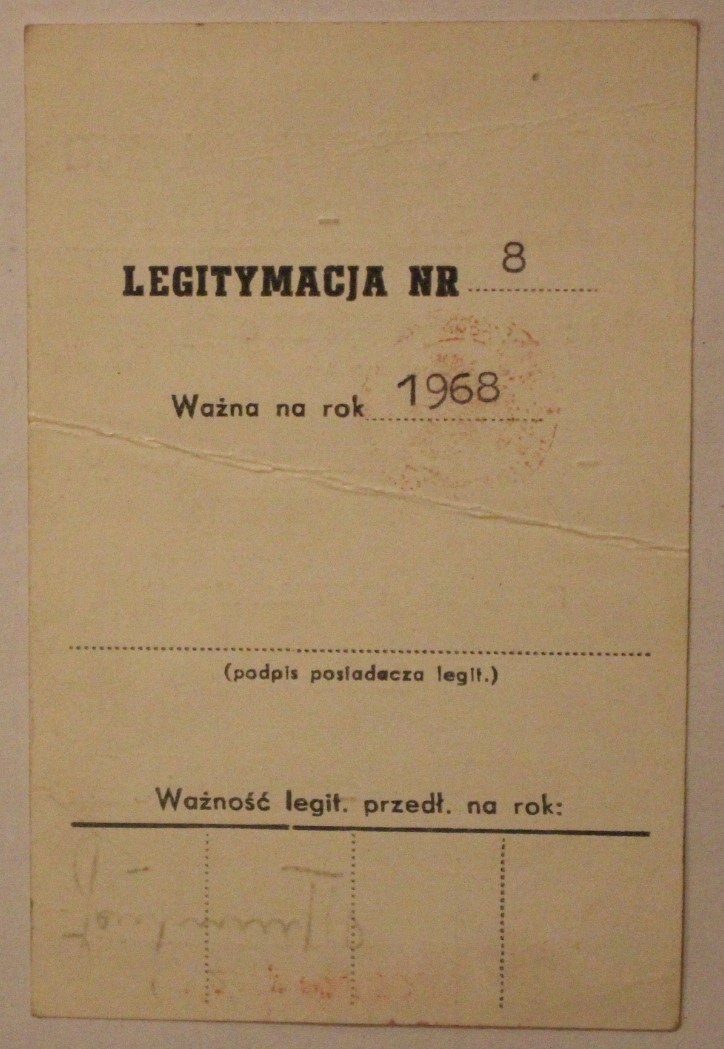 LEGITYMACJA NR 8
Ważna na rok 1968
(podpis posiadacza legit.)
Ważność legit. przedł. na rok: